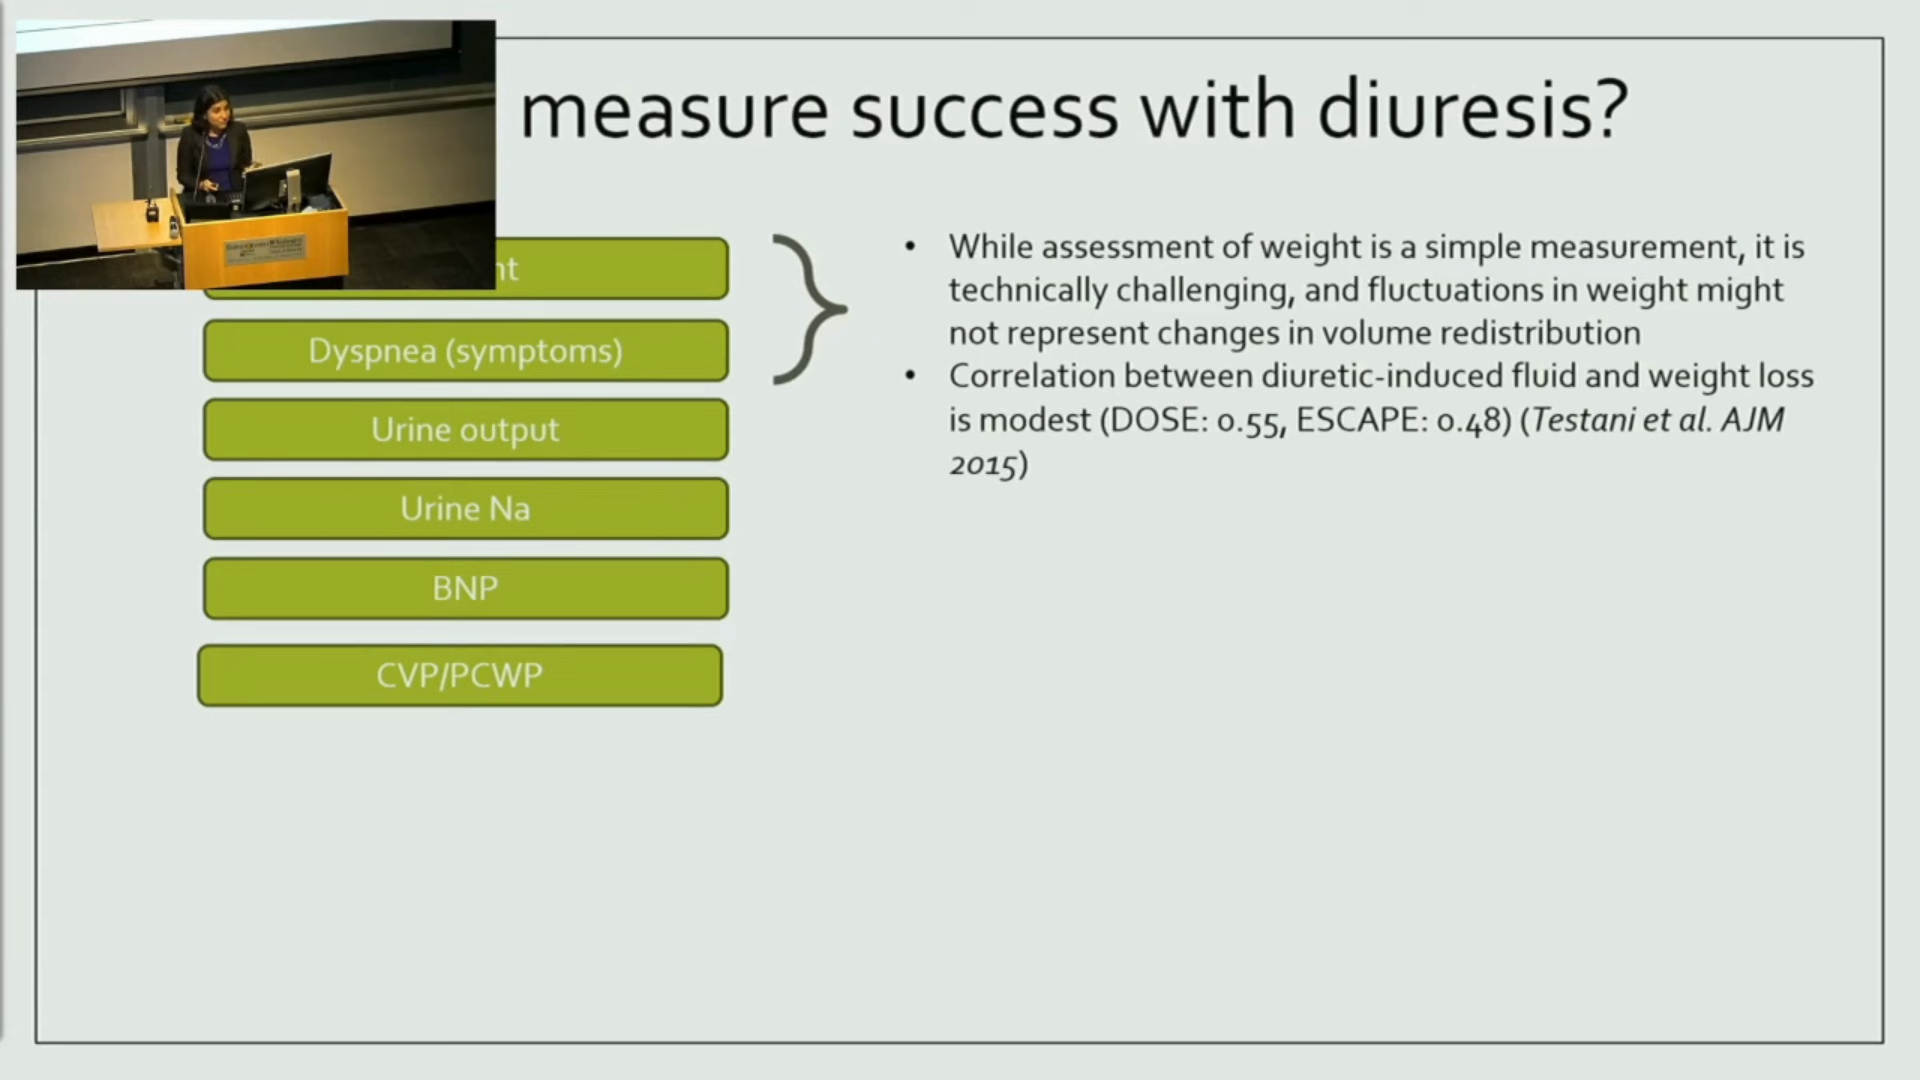 measure success with diuresis?
nt
Dyspnea (symptoms)
Urine output
Urine Na
BNP
CVP/PCWP
• While assessment of weight is a simple measurement, it is
technically challenging, and fluctuations in weight might
not represent changes in volume redistribution
• Correlation between diuretic-induced fluid and weight loss
is modest (DOSE: 0.55, ESCAPE: 0.48) (Testani et al. AJM
2015)